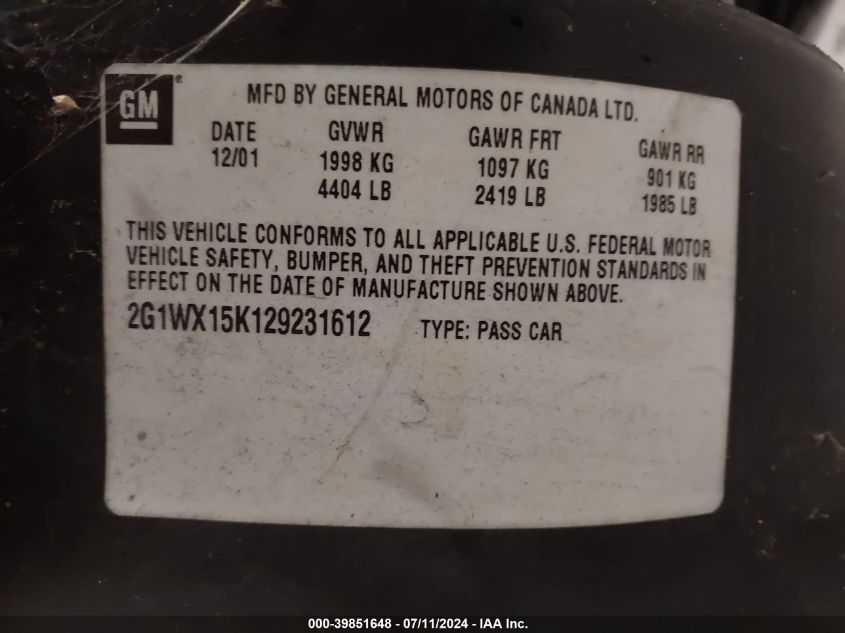 GM®
MFD BY GENERAL MOTORS OF CANADA LTD.
DATE GVWR GAWR FRT GAWR RR
12/01 1998 KG 1097 KG 901 KG
4404 LB 2419 LB 1985 LB
THIS VEHICLE CONFORMS TO ALL APPLICABLE U.S. FEDERAL MOTOR
VEHICLE SAFETY, BUMPER, AND THEFT PREVENTION STANDARDS IN
EFFECT ON THE DATE OF MANUFACTURE SHOWN ABOVE.
2G1WX15K129231612 TYPE: PASS CAR
000-39851648 - 07/11/2024 - IAA Inc.